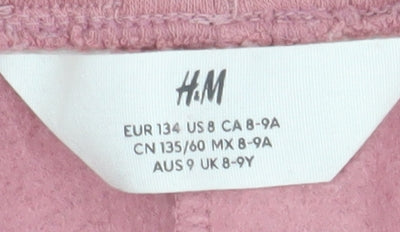 H&M
EUR 134 US 8 CA 8-9A
CN 135/60 MX 8-9A
AUS 9 UK 8-9Y